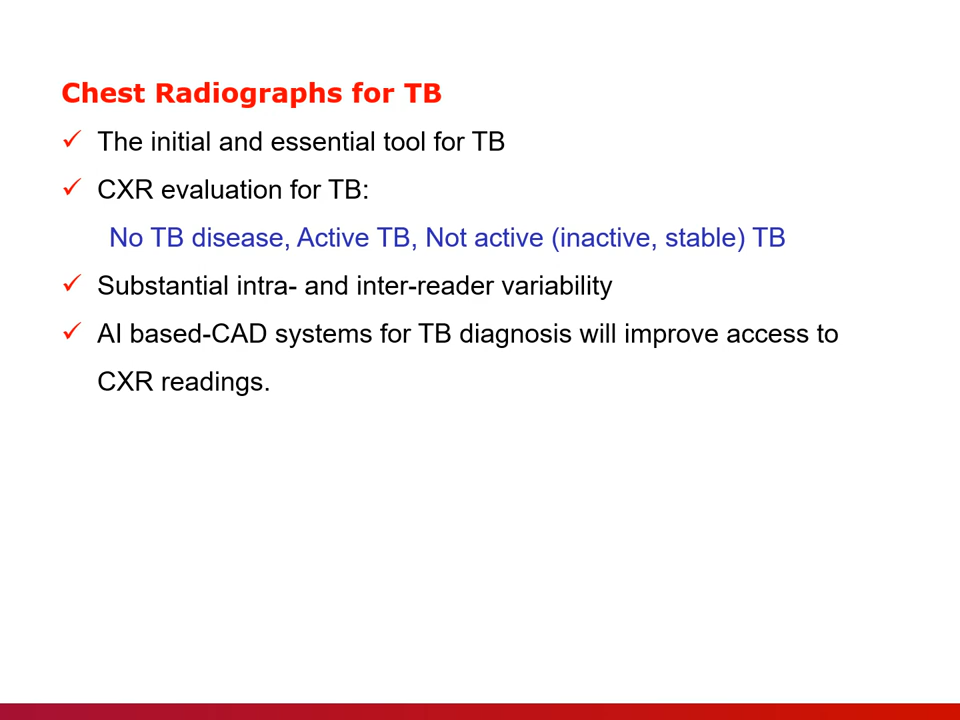 Chest Radiographs for TB
✓ The initial and essential tool for TB
✓ CXR evaluation for TB:
No TB disease, Active TB, Not active (inactive, stable) TB
✓ Substantial intra- and inter-reader variability
✓ AI based-CAD systems for TB diagnosis will improve access to
CXR readings.